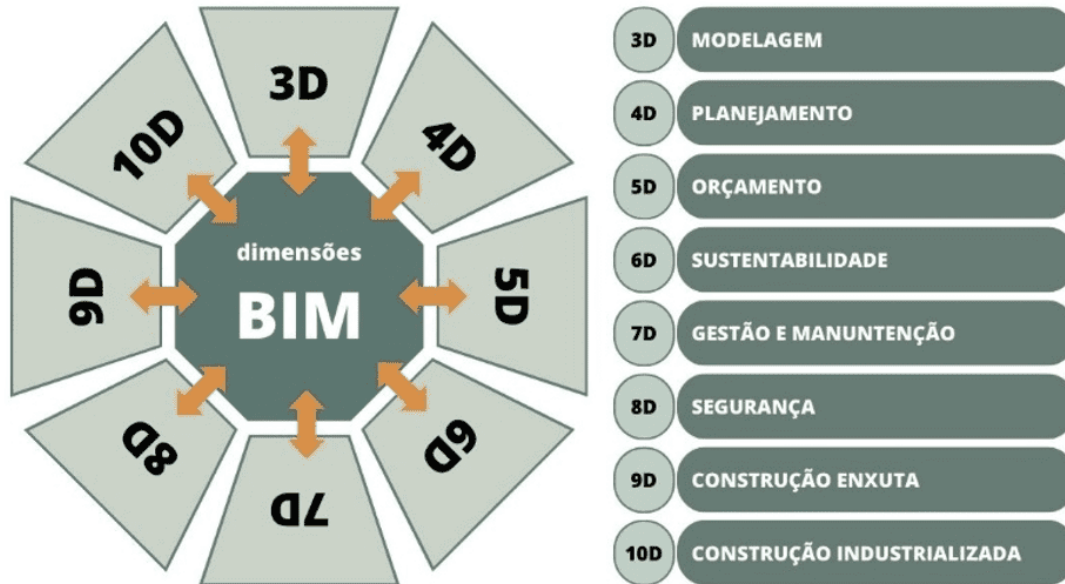 3D
4D
5D
6D
7D
8D
9D
10D
dimensões
BIM
3D MODELAGEM
4D PLANEJAMENTO
5D ORÇAMENTO
6D SUSTENTABILIDADE
7D GESTÃO E MANUNTENÇÃO
8D SEGURANÇA
9D CONSTRUÇÃO ENXUTA
10D CONSTRUÇÃO INDUSTRIALIZADA